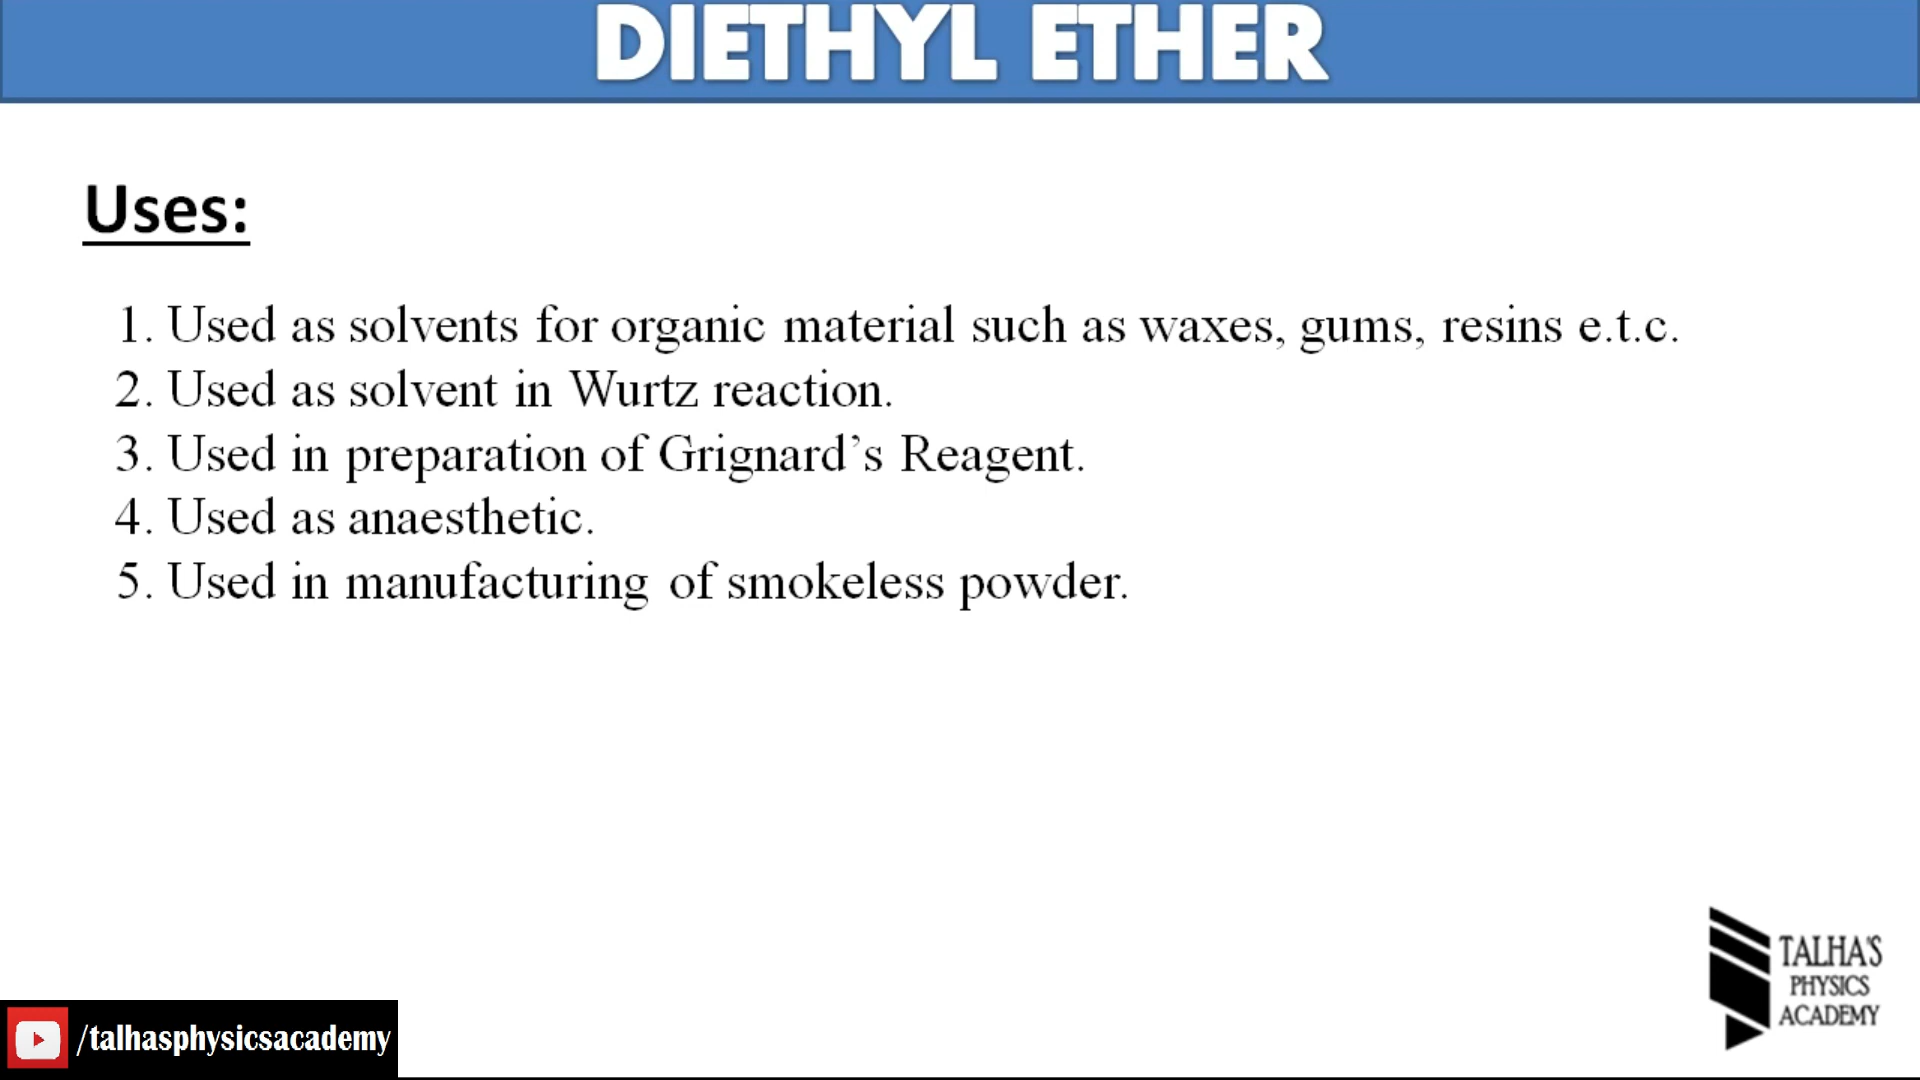 DIETHYL ETHER
Uses:
1. Used as solvents for organic material such as waxes, gums, resins e.t.c.
2. Used as solvent in Wurtz reaction.
3. Used in preparation of Grignard’s Reagent.
4. Used as anaesthetic.
5. Used in manufacturing of smokeless powder.
TALHA'S
PHYSICS
ACADEMY
/talhasphysicsacademy